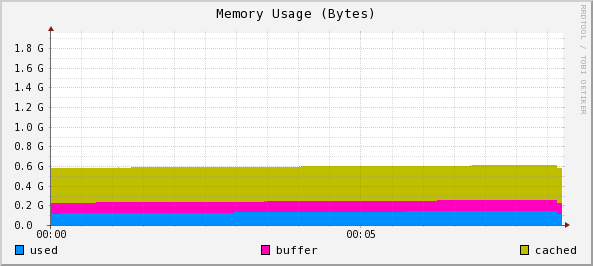 Memory Usage (Bytes)
RRDTOOL / TOBI OETIKER
1.8 G
1.6 G
1.4 G
1.2 G
1.0 G
0.8 G
0.6 G
0.4 G
0.2 G
0.0
00:00 00:05
used buffer cached